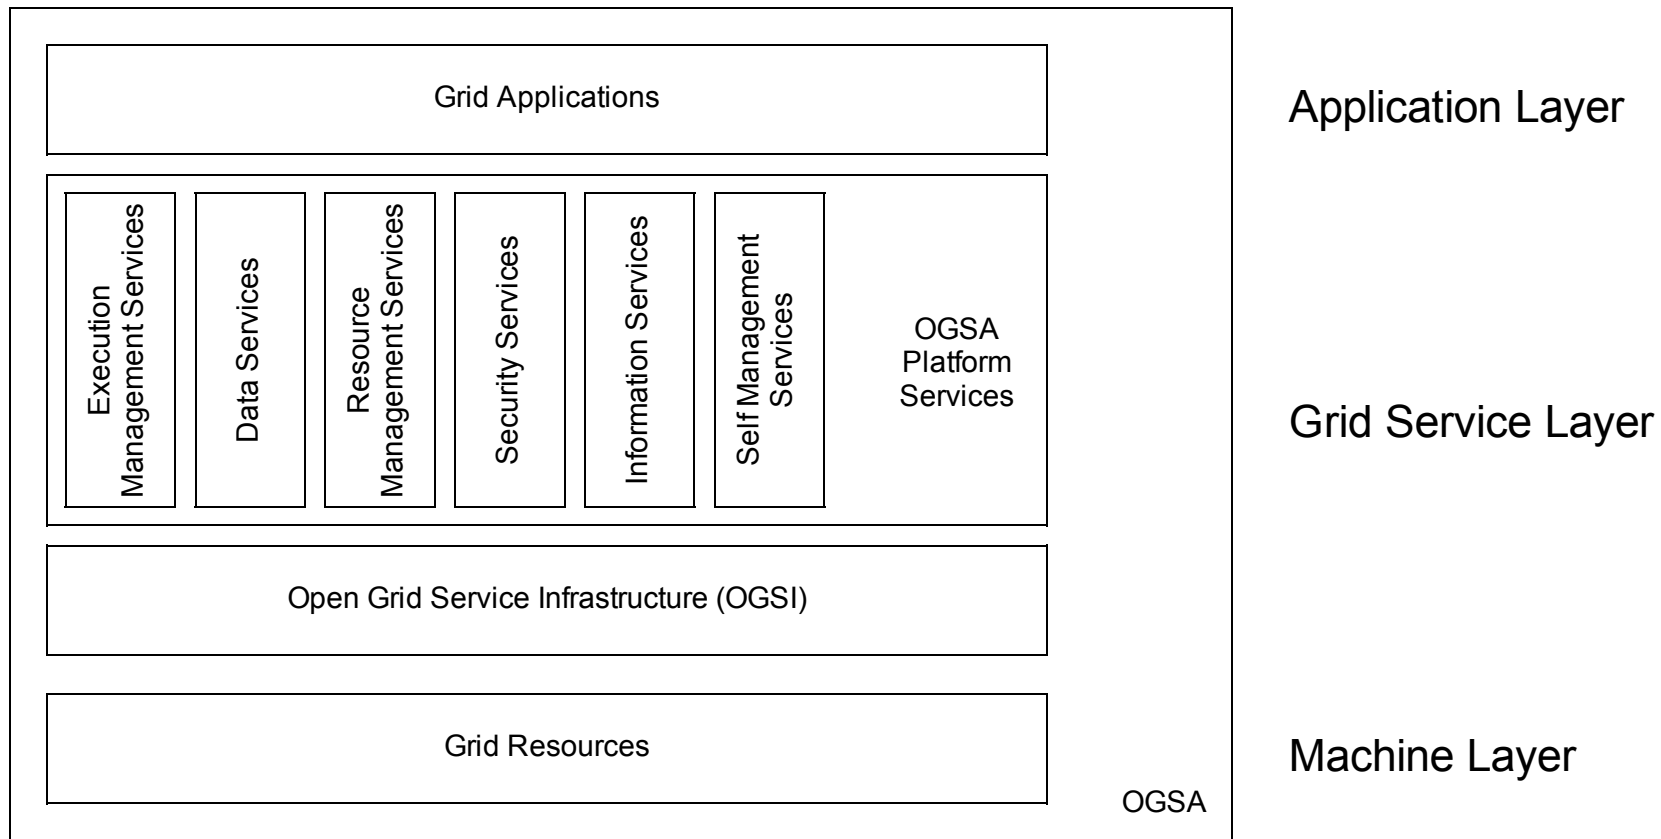 Grid Applications
Application Layer
Execution
Management Services
Data Services
Resource
Management Services
Security Services
Information Services
Self Management
Services
OGSA
Platform
Services
Grid Service Layer
Open Grid Service Infrastructure (OGSI)
Grid Resources
Machine Layer
OGSA